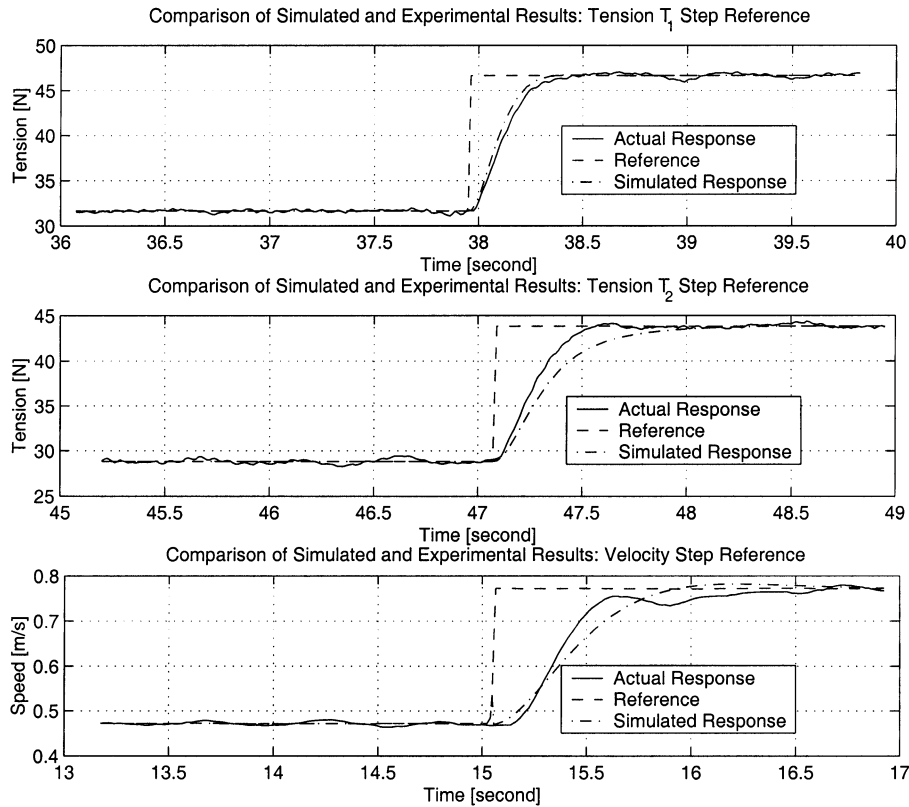 Comparison of Simulated and Experimental Results: Tension T1 Step Reference
50
45
40
35
30
Tension [N]
Actual Response
Reference
Simulated Response
36 36.5 37 37.5 38 38.5 39 39.5 40
Time [second]
Comparison of Simulated and Experimental Results: Tension T2 Step Reference
45
40
35
30
25
Tension [N]
Actual Response
Reference
Simulated Response
45 45.5 46 46.5 47 47.5 48 48.5 49
Time [second]
Comparison of Simulated and Experimental Results: Velocity Step Reference
0.8
0.7
0.6
0.5
0.4
Speed [m/s]
Actual Response
Reference
Simulated Response
13 13.5 14 14.5 15 15.5 16 16.5 17
Time [second]